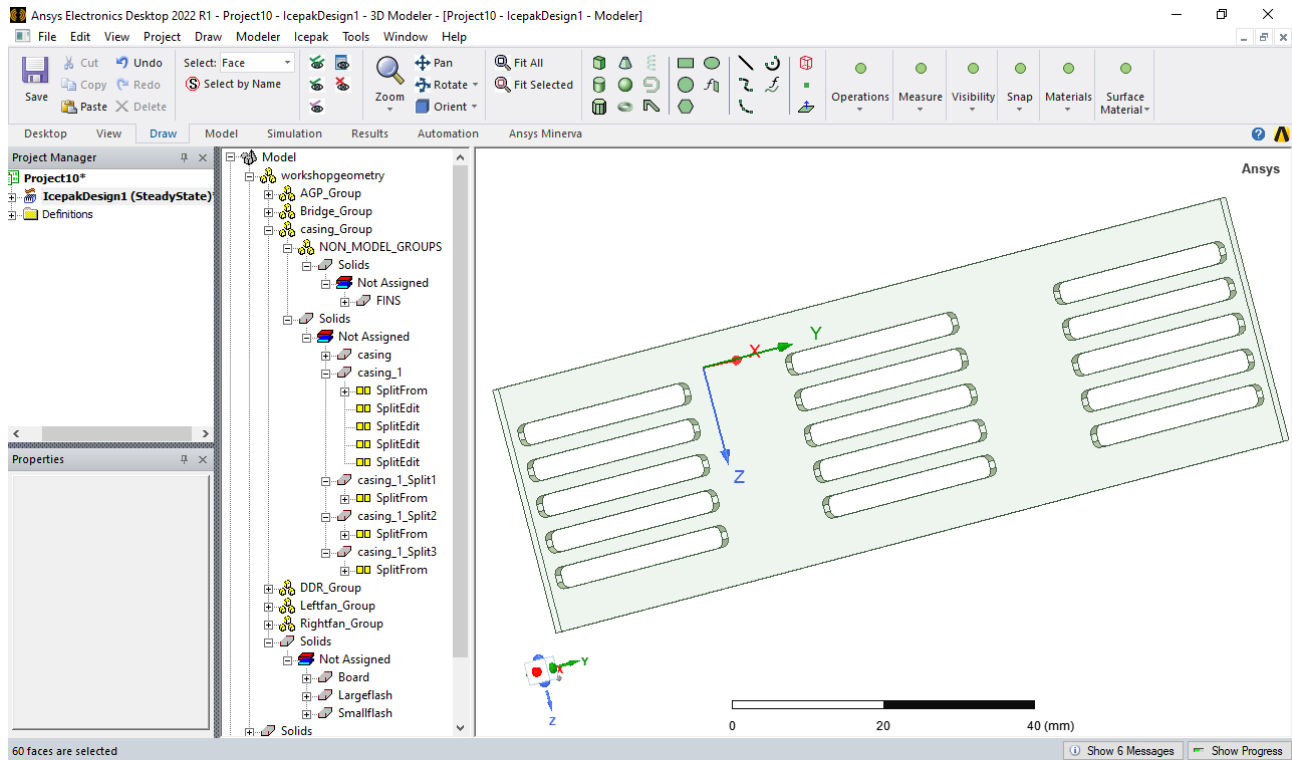 Ansys Electronics Desktop 2022 R1 - Project10 - IcepakDesign1 - 3D Modeler - [Project10 - IcepakDesign1 - Modeler]
File Edit View Project Draw Modeler Icepak Tools Window Help
Save
Cut Undo
Copy Redo
Paste Delete
Select: Face
Select by Name
Zoom
Pan
Rotate
Orient
Fit All
Fit Selected
Operations Measure Visibility Snap Materials Surface Material
Desktop View Draw Model Simulation Results Automation Ansys Minerva
Project Manager
Project10*
IcepakDesign1 (SteadyState)*
Definitions
Properties
Model
workshopgeometry
AGP_Group
Bridge_Group
casing_Group
NON_MODEL_GROUPS
Solids
Not Assigned
FINS
Solids
Not Assigned
casing
casing_1
SplitFrom
SplitEdit
SplitEdit
SplitEdit
SplitEdit
casing_1_Split1
SplitFrom
casing_1_Split2
SplitFrom
casing_1_Split3
SplitFrom
DDR_Group
Leftfan_Group
Rightfan_Group
Solids
Not Assigned
Board
Largeflash
Smallflash
Solids
Ansys
Y
X
Z
Y
X
Z
0 20 40 (mm)
60 faces are selected
Show 6 Messages Show Progress